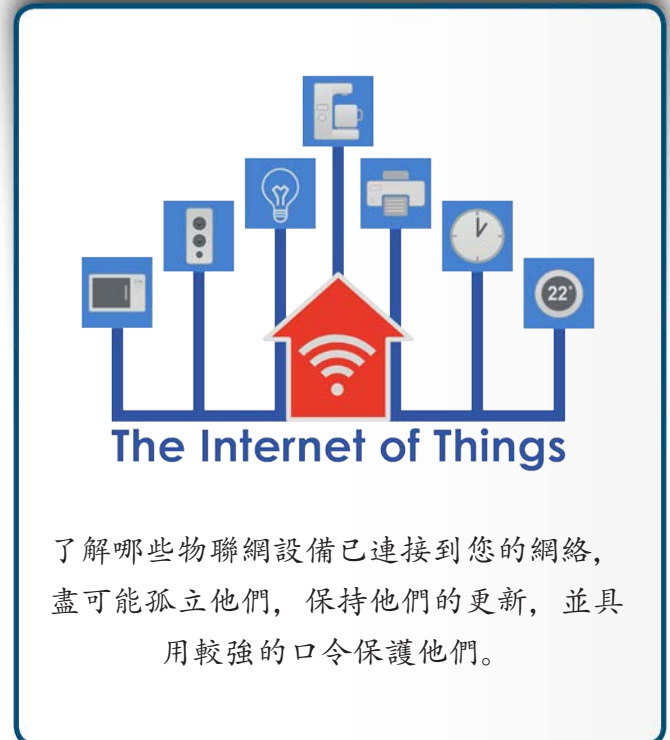 22°
The Internet of Things
了解哪些物聯網設備已連接到您的網絡，
盡可能孤立他們，保持他們的更新，並具
用較強的口令保護他們。